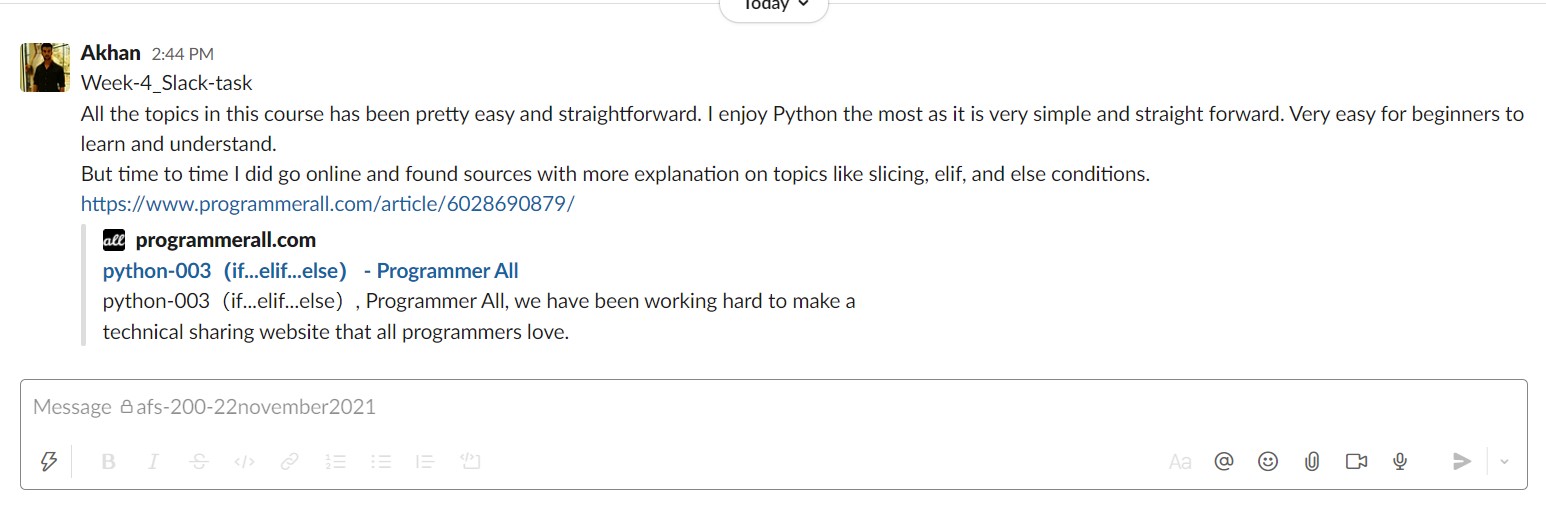 Today
Akhan 2:44 PM
Week-4_Slack-task
All the topics in this course has been pretty easy and straightforward. I enjoy Python the most as it is very simple and straight forward. Very easy for beginners to
learn and understand.
But time to time I did go online and found sources with more explanation on topics like slicing, elif, and else conditions.
https://www.programmerall.com/article/6028690879/
all programmerall.com
python-003（if...elif...else） - Programmer All
python-003（if...elif...else）, Programmer All, we have been working hard to make a
technical sharing website that all programmers love.
Message afs-200-22november2021
B I S </> Aa @